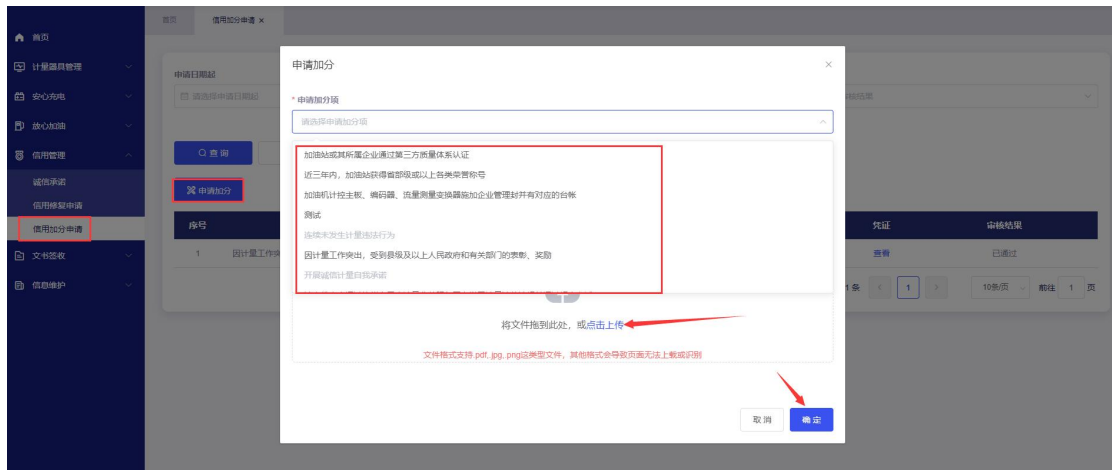 首页
信用加分申请 ×
首页
计量器具管理
安心充电
放心加油
信用管理
诚信承诺
信用修复申请
信用加分申请
文书签收
信息维护
申请日期起
请选择申请日期起
审核结果
查 询
申请加分
序号
凭证
审核结果
1
因计量工作突
查看
已通过
1条
1
10条/页
前往 1 页
申请加分
* 申请加分项
请选择申请加分项
加油站或其所属企业通过第三方质量体系认证
近三年内，加油站获得省部级或以上各类荣誉称号
加油机计控主板、编码器、流量测量变换器施加企业管理封并有对应的台帐
测试
连续未发生计量违法行为
因计量工作突出，受到县级及以上人民政府和有关部门的表彰、奖励
开展诚信计量自我承诺
将文件拖到此处，或点击上传
文件格式支持.pdf,.jpg,.png这类型文件，其他格式会导致页面无法上载或识别
取 消
确 定